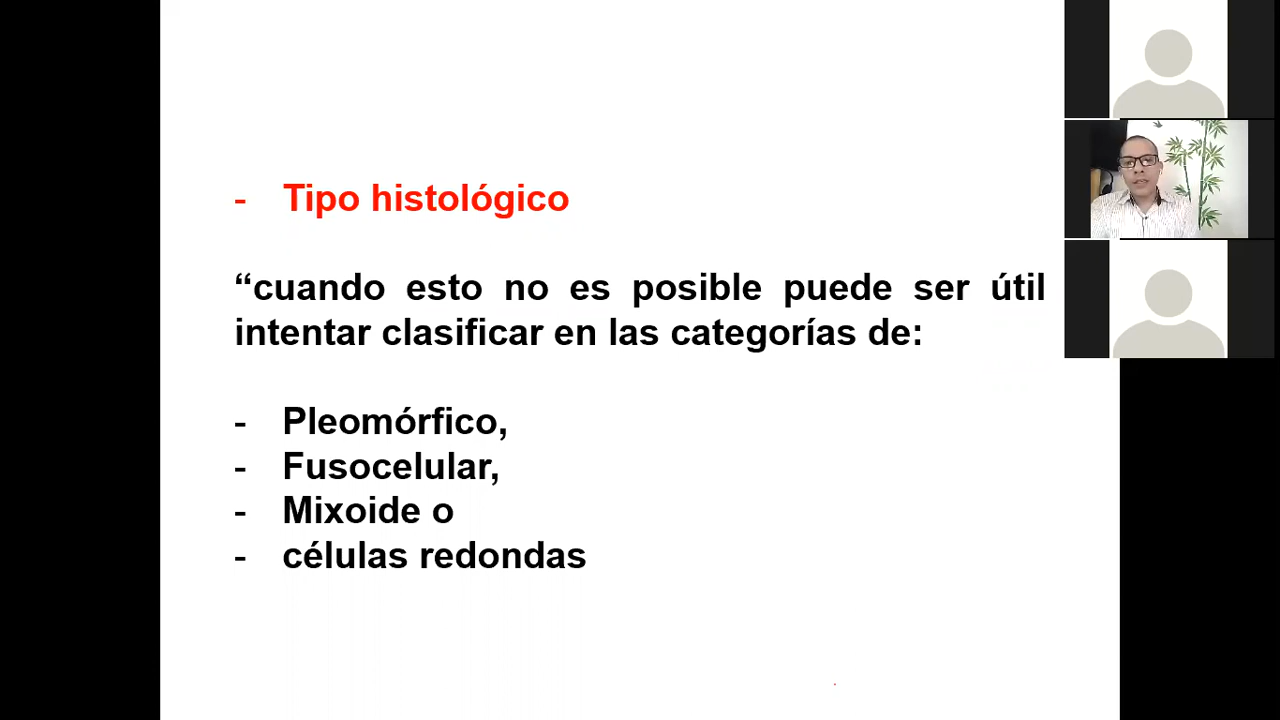 - Tipo histológico
“cuando esto no es posible puede ser útil
intentar clasificar en las categorías de:
- Pleomórfico,
- Fusocelular,
- Mixoide o
- células redondas